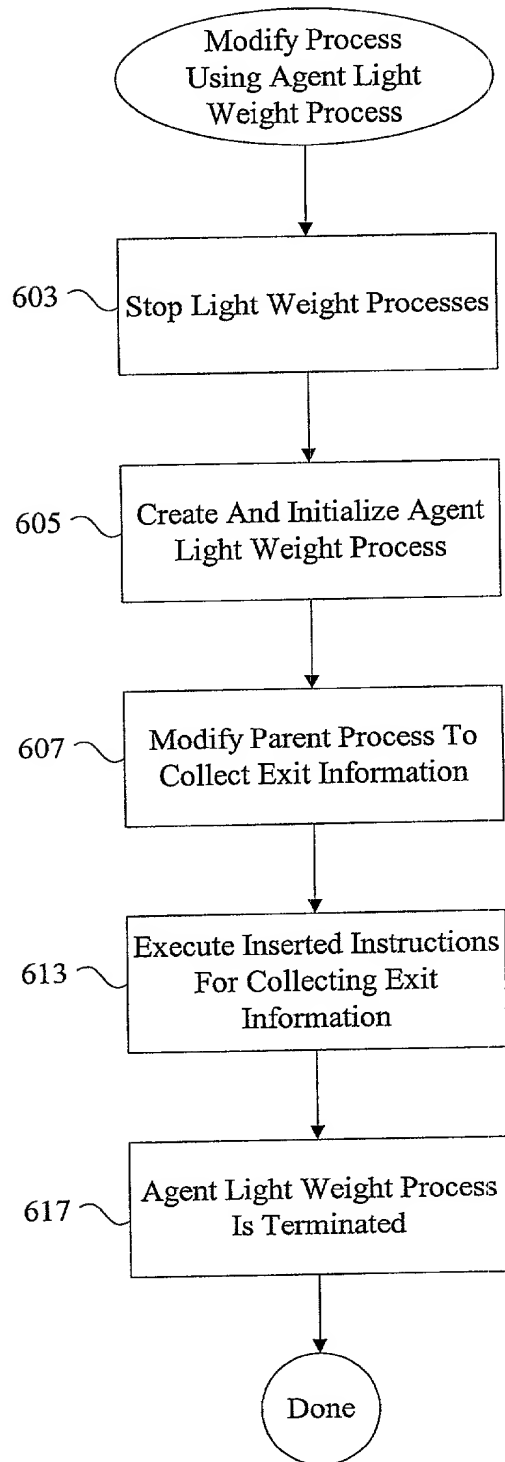 Modify Process
Using Agent Light
Weight Process
603
Stop Light Weight Processes
605
Create And Initialize Agent
Light Weight Process
607
Modify Parent Process To
Collect Exit Information
613
Execute Inserted Instructions
For Collecting Exit
Information
617
Agent Light Weight Process
Is Terminated
Done